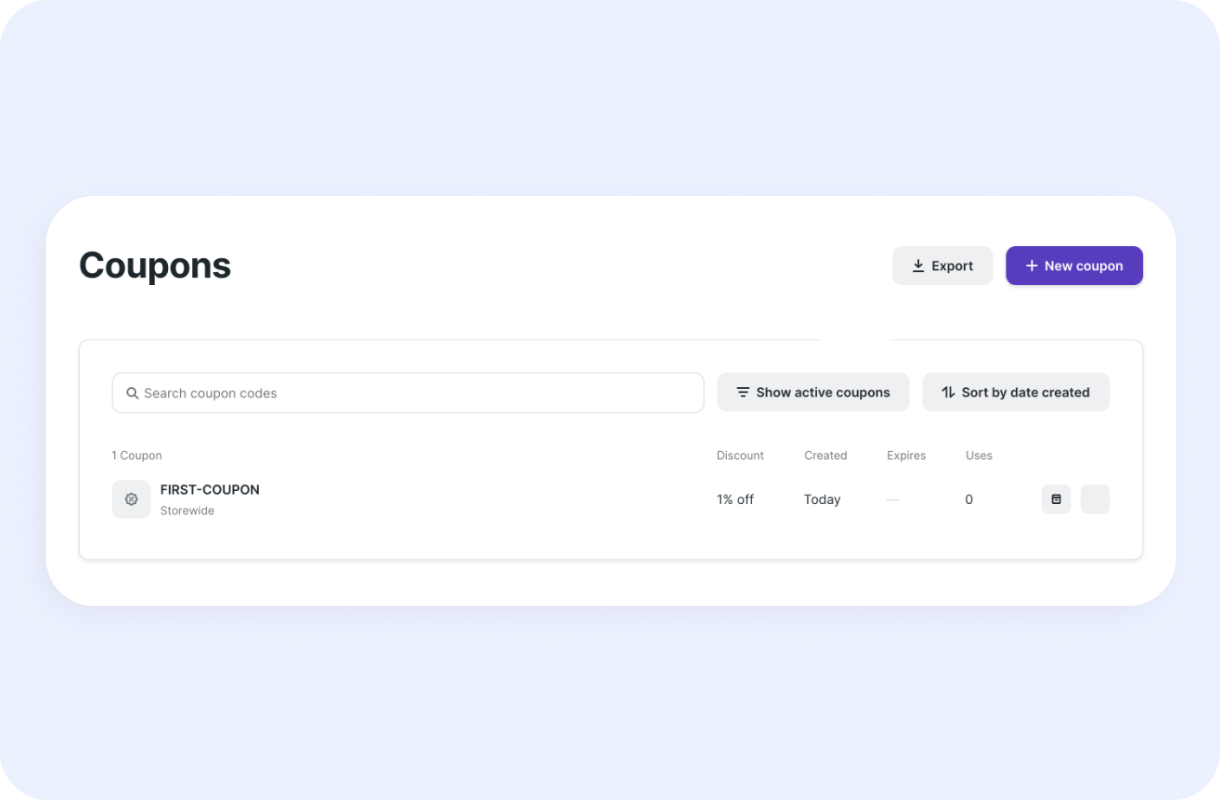 Coupons
Export
New coupon
Search coupon codes
Show active coupons
Sort by date created
1 Coupon Discount Created Expires Uses
FIRST-COUPON
Storewide
1% off Today — 0